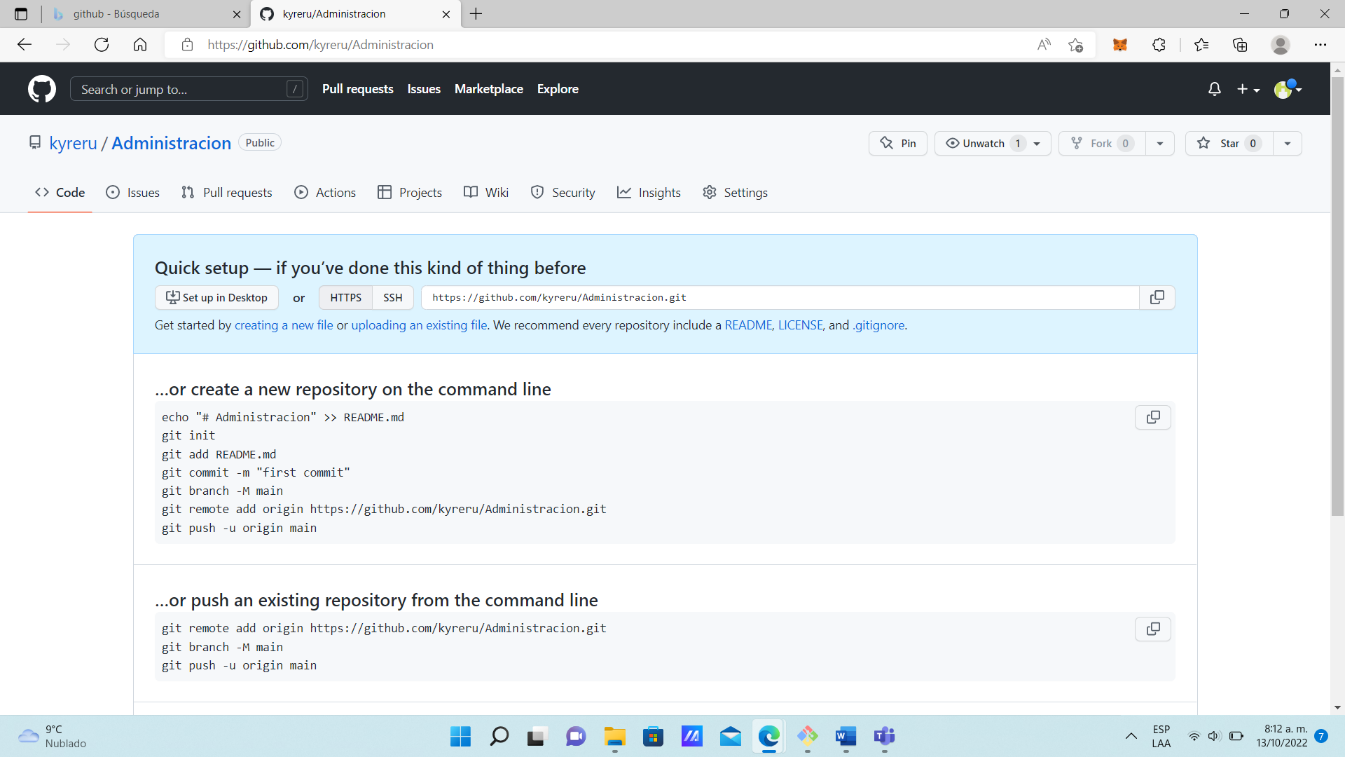 github - Búsqueda
kyreru/Administracion
https://github.com/kyreru/Administracion
Search or jump to... /
Pull requests Issues Marketplace Explore
kyreru / Administracion Public
Pin Unwatch 1 Fork 0 Star 0
Code Issues Pull requests Actions Projects Wiki Security Insights Settings
Quick setup — if you've done this kind of thing before
Set up in Desktop or HTTPS SSH https://github.com/kyreru/Administracion.git
Get started by creating a new file or uploading an existing file. We recommend every repository include a README, LICENSE, and .gitignore.
...or create a new repository on the command line
echo "# Administracion" >> README.md
git init
git add README.md
git commit -m "first commit"
git branch -M main
git remote add origin https://github.com/kyreru/Administracion.git
git push -u origin main
...or push an existing repository from the command line
git remote add origin https://github.com/kyreru/Administracion.git
git branch -M main
git push -u origin main
9°C
Nublado
ESP
LAA
8:12 a. m.
13/10/2022
7